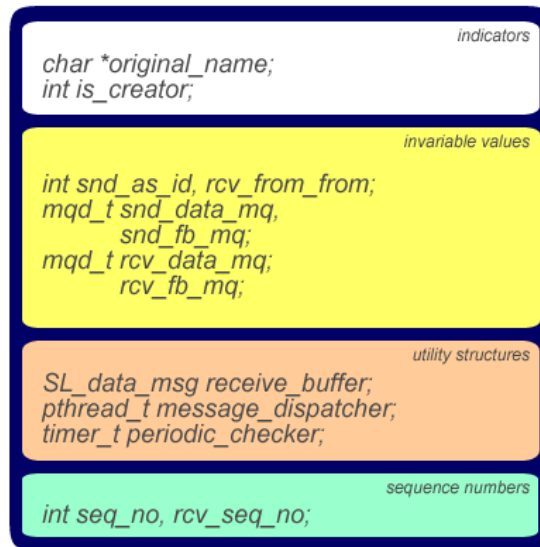 indicators
char *original_name;
int is_creator;
invariable values
int snd_as_id, rcv_from_from;
mqd_t snd_data_mq,
snd_fb_mq;
mqd_t rcv_data_mq;
rcv_fb_mq;
utility structures
SL_data_msg receive_buffer;
pthread_t message_dispatcher;
timer_t periodic_checker;
sequence numbers
int seq_no, rcv_seq_no;